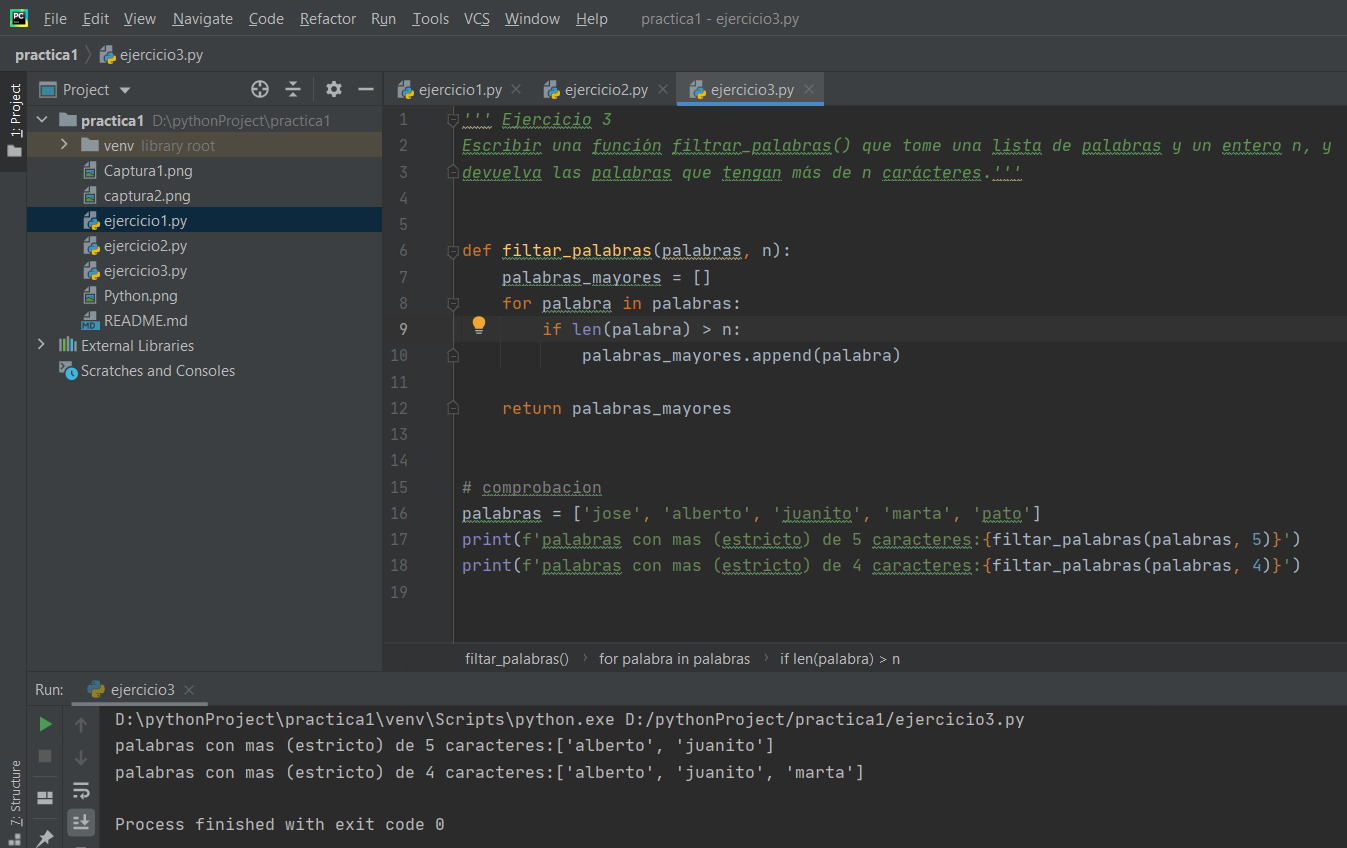 PC File Edit View Navigate Code Refactor Run Tools VCS Window Help practica1 - ejercicio3.py
practica1 ejercicio3.py
1: Project
Project
ejercicio1.py ejercicio2.py ejercicio3.py
practica1 D:\pythonProject\practica1
venv library root
Captura1.png
captura2.png
ejercicio1.py
ejercicio2.py
ejercicio3.py
Python.png
MD README.md
External Libraries
Scratches and Consoles
1 ''' Ejercicio 3
2 Escribir una función filtrar_palabras() que tome una lista de palabras y un entero n, y
3 devuelva las palabras que tengan más de n carácteres.'''
4
5
6 def filtar_palabras(palabras, n):
7 palabras_mayores = []
8 for palabra in palabras:
9 if len(palabra) > n:
10 palabras_mayores.append(palabra)
11
12 return palabras_mayores
13
14
15 # comprobacion
16 palabras = ['jose', 'alberto', 'juanito', 'marta', 'pato']
17 print(f'palabras con mas (estricto) de 5 caracteres:{filtar_palabras(palabras, 5)}')
18 print(f'palabras con mas (estricto) de 4 caracteres:{filtar_palabras(palabras, 4)}')
19
filtar_palabras() for palabra in palabras if len(palabra) > n
Run: ejercicio3
D:\pythonProject\practica1\venv\Scripts\python.exe D:/pythonProject/practica1/ejercicio3.py
palabras con mas (estricto) de 5 caracteres:['alberto', 'juanito']
palabras con mas (estricto) de 4 caracteres:['alberto', 'juanito', 'marta']
Process finished with exit code 0
7: Structure